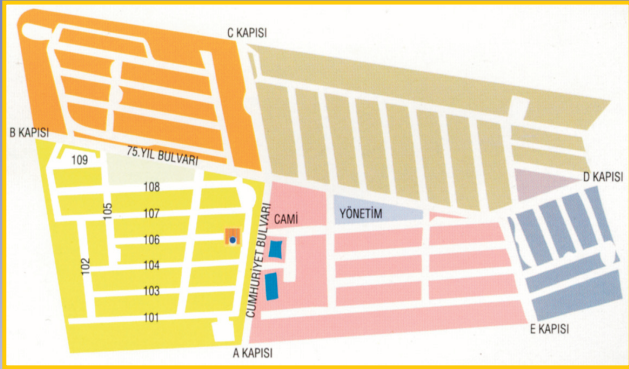 C KAPISI
B KAPISI
75.YIL BULVARI
109
D KAPISI
108
105
107
CAMİ
YÖNETİM
CUMHURİYET BULVARI
106
102
104
103
101
E KAPISI
A KAPISI